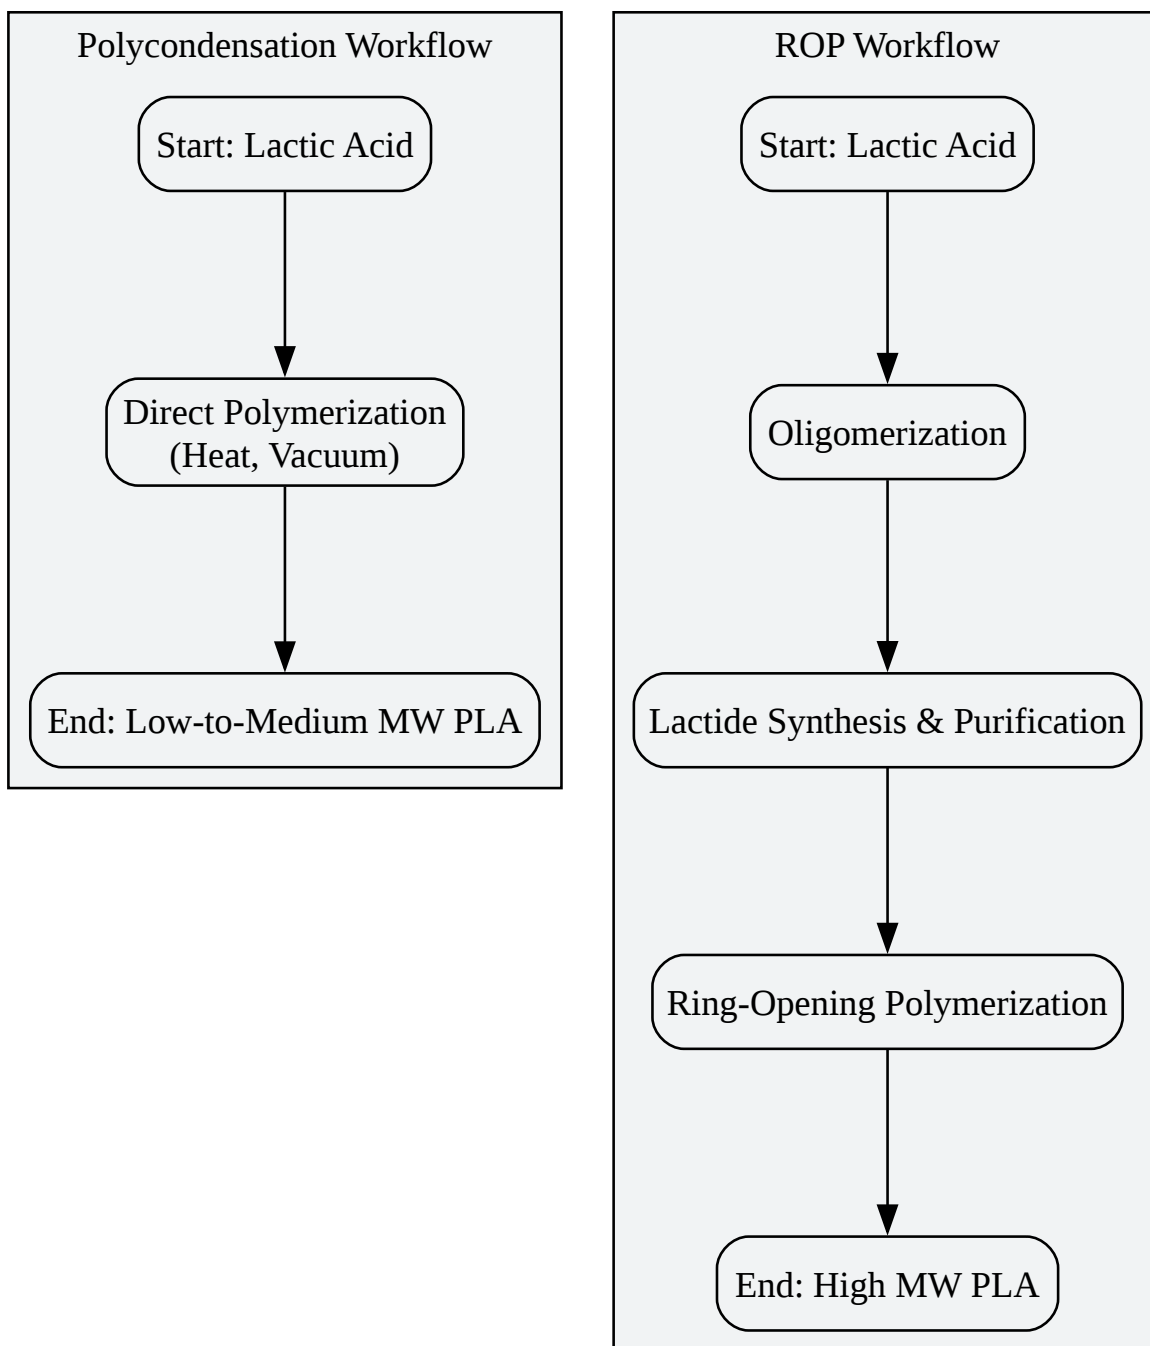 Polycondensation Workflow
Start: Lactic Acid
Direct Polymerization
(Heat, Vacuum)
End: Low-to-Medium MW PLA
ROP Workflow
Start: Lactic Acid
Oligomerization
Lactide Synthesis & Purification
Ring-Opening Polymerization
End: High MW PLA